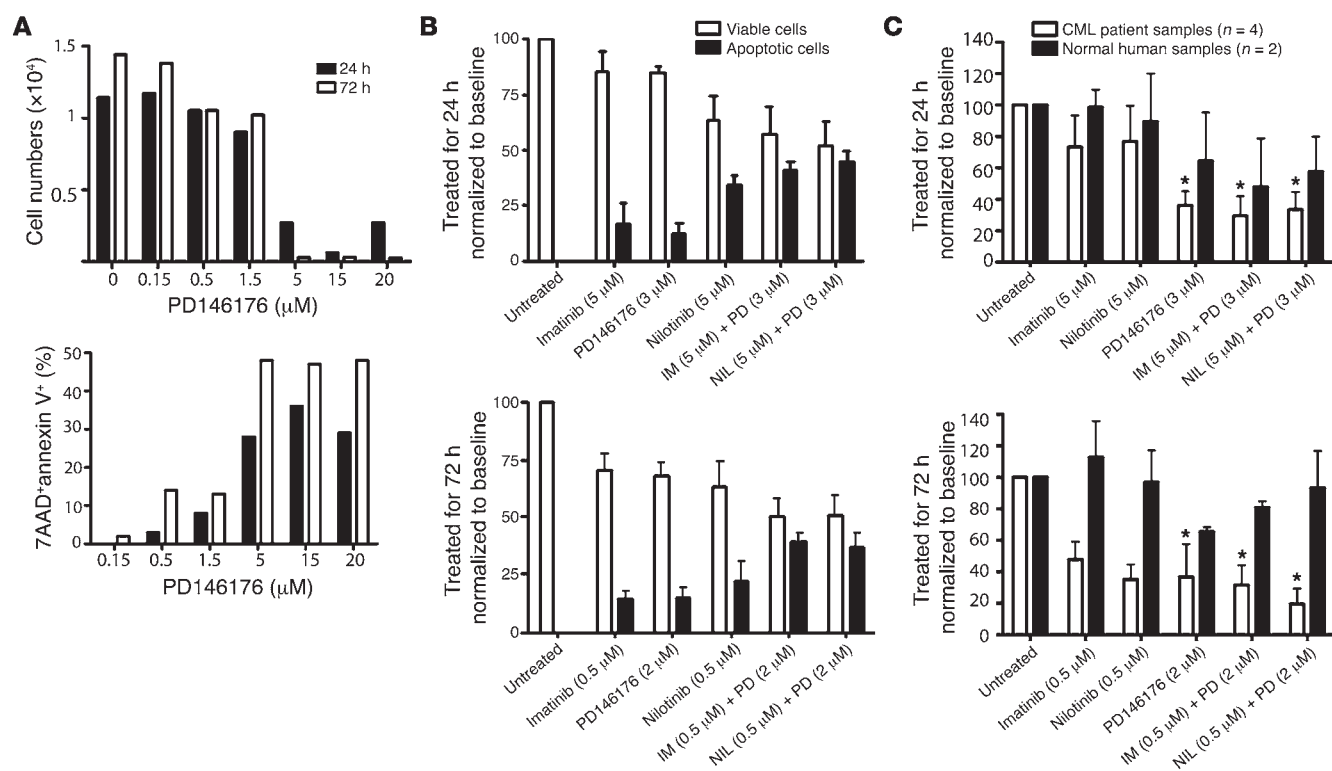 A
1.5
1
0.5
Cell numbers (×10⁴)
24 h
72 h
0 0.15 0.5 1.5 5 15 20
PD146176 (μM)
50
40
30
20
10
0
7AAD⁺annexin V⁺ (%)
0.15 0.5 1.5 5 15 20
PD146176 (μM)
B
Viable cells
Apoptotic cells
100
75
50
25
0
Treated for 24 h
normalized to baseline
Untreated
Imatinib (5 μM)
PD146176 (3 μM)
Nilotinib (5 μM)
IM (5 μM) + PD (3 μM)
NIL (5 μM) + PD (3 μM)
100
75
50
25
0
Treated for 72 h
normalized to baseline
Untreated
Imatinib (0.5 μM)
PD146176 (2 μM)
Nilotinib (0.5 μM)
IM (0.5 μM) + PD (2 μM)
NIL (0.5 μM) + PD (2 μM)
C
CML patient samples (n = 4)
Normal human samples (n = 2)
140
120
100
80
60
40
20
0
Treated for 24 h
normalized to baseline
* * *
Untreated
Imatinib (5 μM)
Nilotinib (5 μM)
PD146176 (3 μM)
IM (5 μM) + PD (3 μM)
NIL (5 μM) + PD (3 μM)
140
120
100
80
60
40
20
0
Treated for 72 h
normalized to baseline
* * *
Untreated
Imatinib (0.5 μM)
Nilotinib (0.5 μM)
PD146176 (2 μM)
IM (0.5 μM) + PD (2 μM)
NIL (0.5 μM) + PD (2 μM)